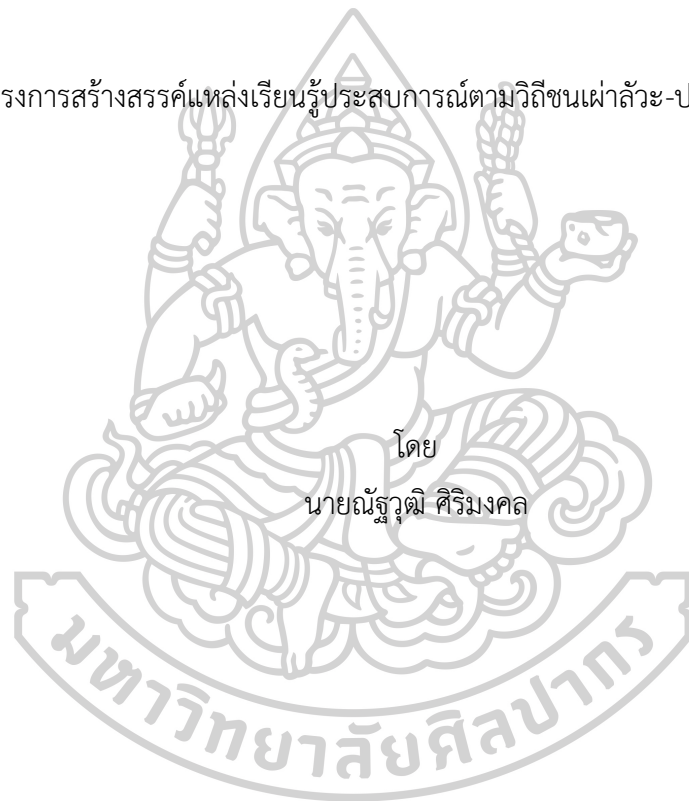 รงการสร้างสรรค์แหล่งเรียนรู้ประสบการณ์ตามวิถีชนเผ่าลัวะ-ป
โดย
นายณัฐวุฒิ ศิริมงคล
มหาวิทยาลัยศิลปากร